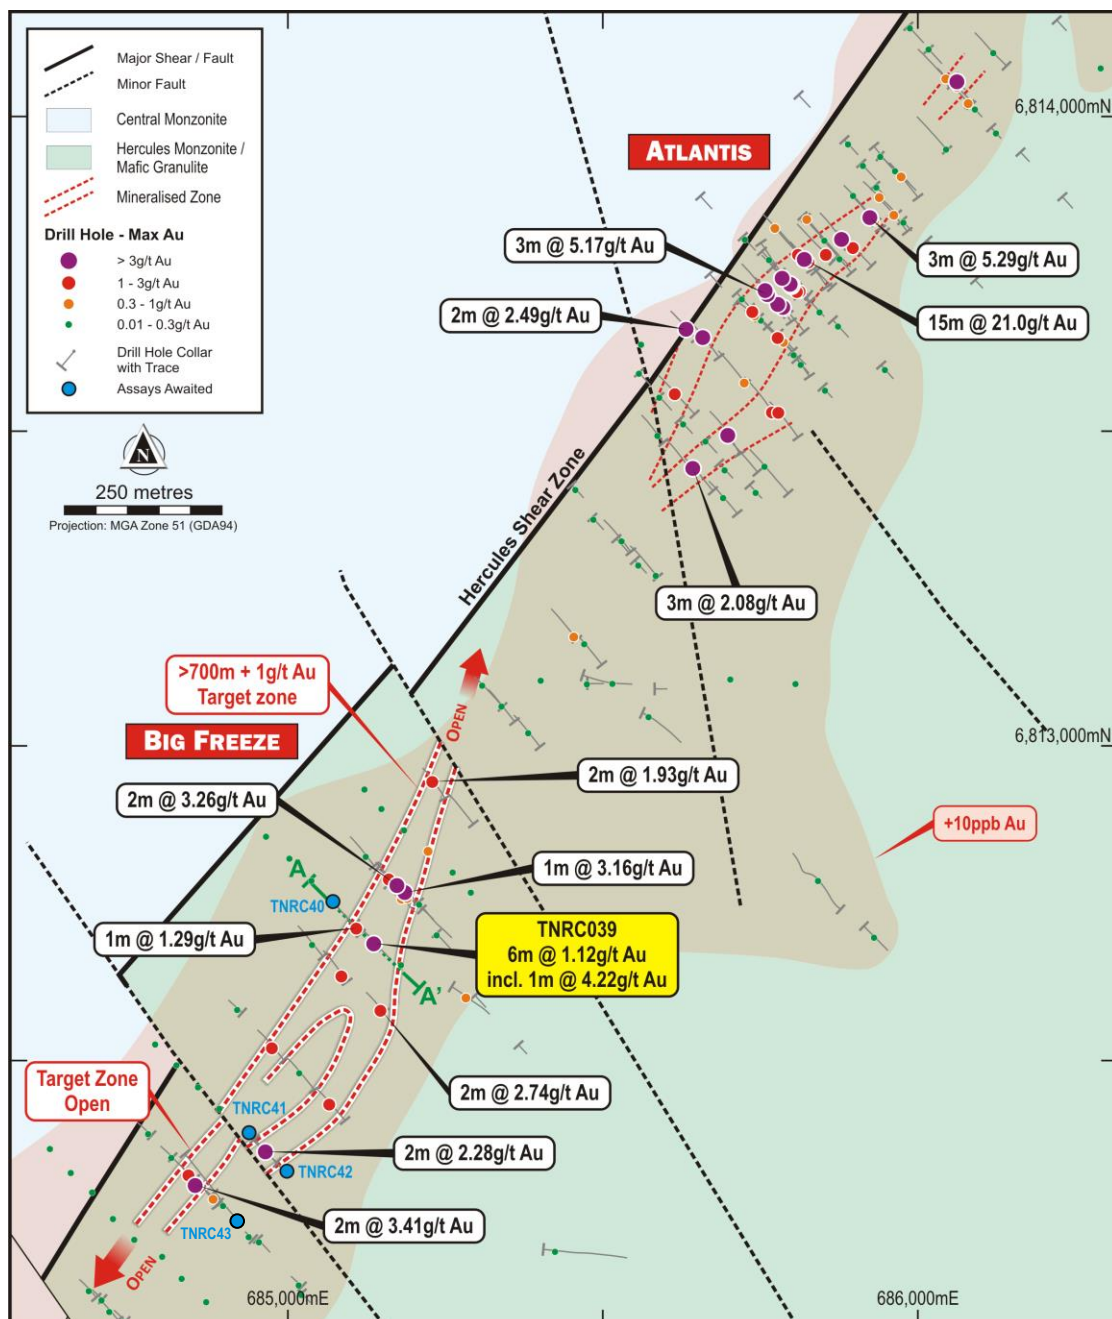 Major Shear / Fault
Minor Fault
Central Monzonite
Hercules Monzonite /
Mafic Granulite
Mineralised Zone
Drill Hole - Max Au
> 3g/t Au
1 - 3g/t Au
0.3 - 1g/t Au
0.01 - 0.3g/t Au
Drill Hole Collar
with Trace
Assays Awaited
N
250 metres
Projection: MGA Zone 51 (GDA94)
6,814,000mN
ATLANTIS
3m @ 5.17g/t Au
3m @ 5.29g/t Au
2m @ 2.49g/t Au
15m @ 21.0g/t Au
Hercules Shear Zone
3m @ 2.08g/t Au
>700m + 1g/t Au
Target zone
OPEN
BIG FREEZE
6,813,000mN
2m @ 3.26g/t Au
2m @ 1.93g/t Au
+10ppb Au
1m @ 3.16g/t Au
A
TNRC40
1m @ 1.29g/t Au
TNRC039
6m @ 1.12g/t Au
incl. 1m @ 4.22g/t Au
A'
Target Zone
Open
2m @ 2.74g/t Au
TNRC41
2m @ 2.28g/t Au
TNRC42
2m @ 3.41g/t Au
TNRC43
OPEN
685,000mE
686,000mE